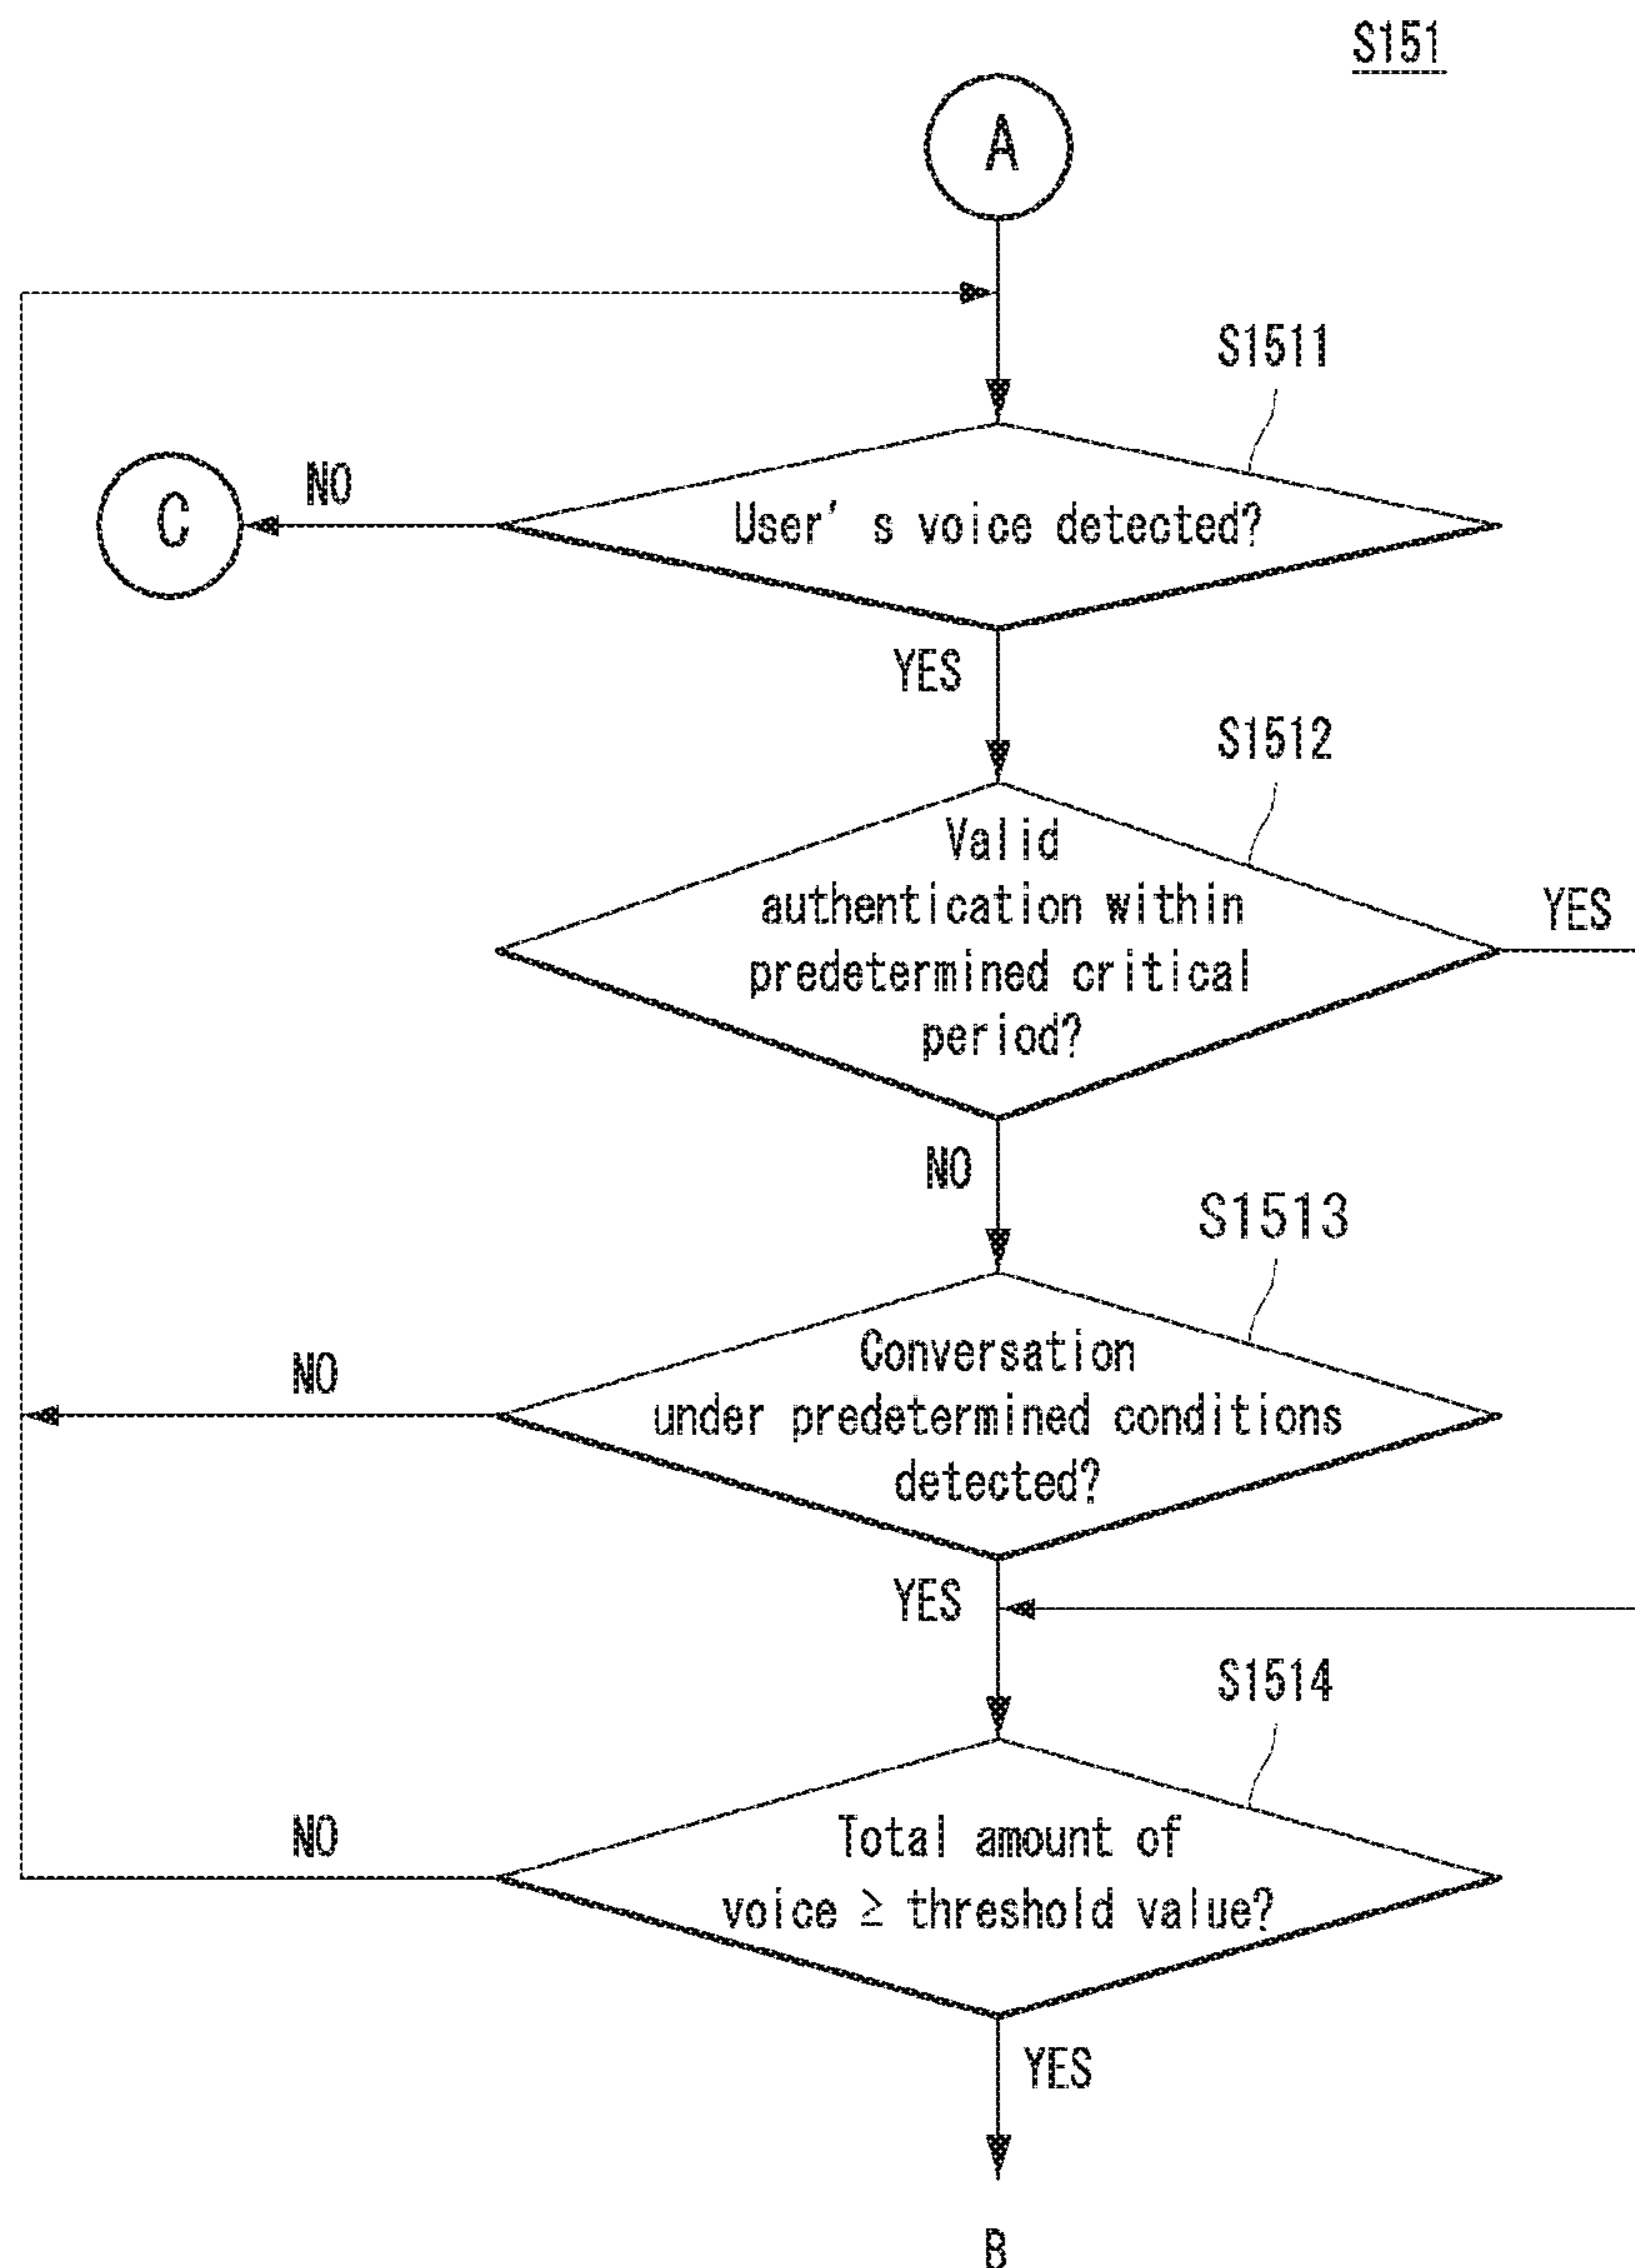 S151
A
S1511
C
NO
User's voice detected?
YES
S1512
Valid
authentication within
predetermined critical
period?
YES
NO
S1513
NO
Conversation
under predetermined conditions
detected?
YES
S1514
NO
Total amount of
voice ≥ threshold value?
YES
B